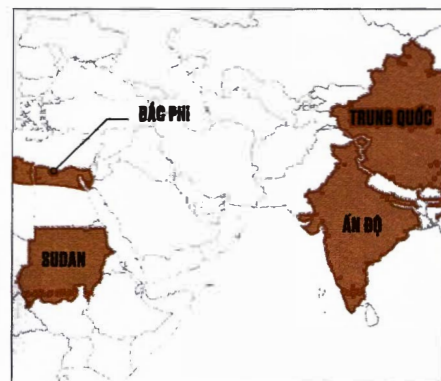 BẮC PHI
TRUNG QUỐC
ẤN ĐỘ
SUDAN